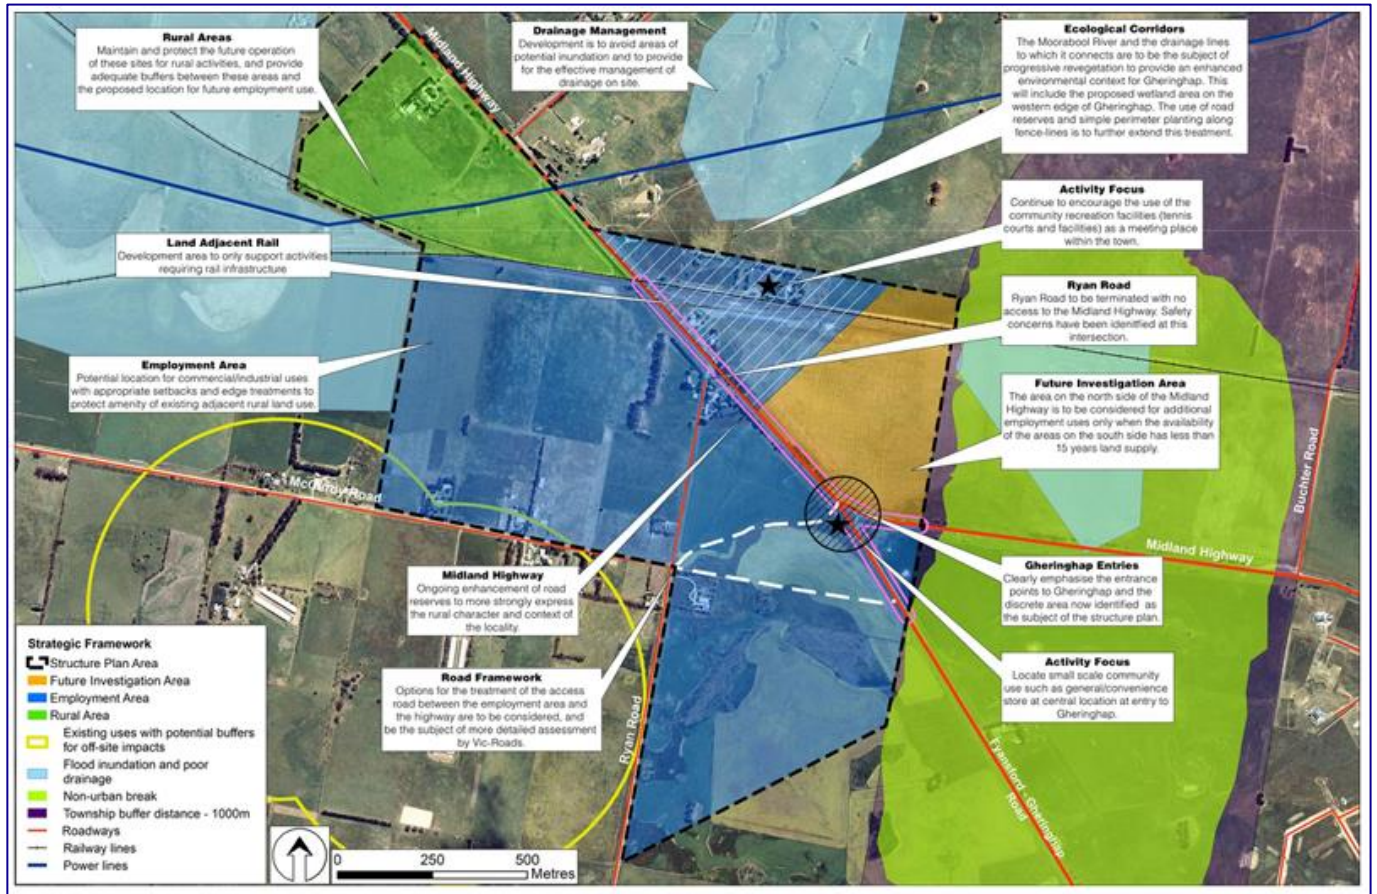 Rural Areas
Maintain and protect the future operation
of these sites for rural activities, and provide
adequate buffers between these areas and
the proposed location for future employment use.
Midland Highway
Drainage Management
Development is to avoid areas of
potential inundation and to provide
for the effective management of
drainage on site.
Ecological Corridors
The Moorabool River and the drainage lines
to which it connects are to be the subject of
progressive revegetation to provide an enhanced
environmental context for Gheringhap. This
will include the proposed wetland area on the
western edge of Gheringhap. The use of road
reserves and simple perimeter planting along
fence-lines is to further extend this treatment.
Activity Focus
Continue to encourage the use of the
community recreation facilities (tennis
courts and facilities) as a meeting place
within the town.
Land Adjacent Rail
Development area to only support activities
requiring rail infrastructure
Ryan Road
Ryan Road to be terminated with no
access to the Midland Highway. Safety
concerns have been identified at this
intersection.
Employment Area
Potential location for commercial/industrial uses
with appropriate setbacks and edge treatments to
protect amenity of existing adjacent rural land use.
Future Investigation Area
The area on the north side of the Midland
Highway is to be considered for additional
employment uses only when the availability
of the areas on the south side has less than
15 years land supply.
McCurdy Road
Buchter Road
Midland Highway
Midland Highway
Ongoing enhancement of road
reserves to more strongly express
the rural character and context of
the locality.
Gheringhap Entries
Clearly emphasise the entrance
points to Gheringhap and the
discrete area now identified as
the subject of the structure plan.
Road Framework
Options for the treatment of the access
road between the employment area and
the highway are to be considered, and
be the subject of more detailed assessment
by Vic-Roads.
Activity Focus
Locate small scale community
use such as general/convenience
store at central location at entry to
Gheringhap.
Ryan Road
Fyansford - Gheringhap
Road
Strategic Framework
Structure Plan Area
Future Investigation Area
Employment Area
Rural Area
Existing uses with potential buffers
for off-site impacts
Flood inundation and poor
drainage
Non-urban break
Township buffer distance - 1000m
Roadways
Railway lines
Power lines
0 250 500
Metres